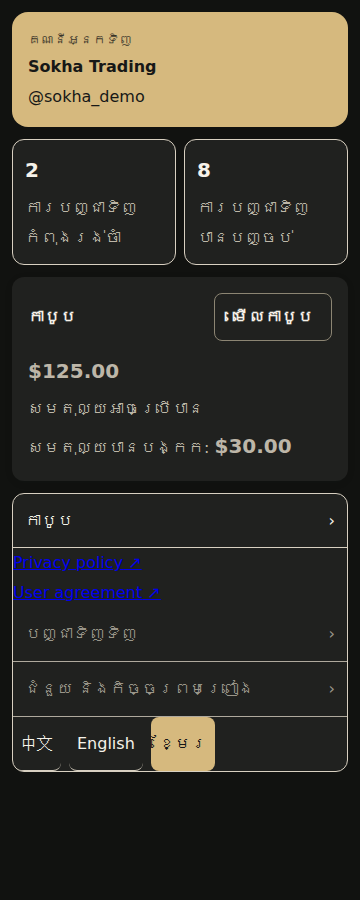 គណនីអ្នកទិញ
Sokha Trading
@sokha_demo
2
ការបញ្ជាទិញ
កំពុងរង់ចាំ
8
ការបញ្ជាទិញ
បានបញ្ចប់
កាបូប
មើលកាបូប
$125.00
សមតុល្យអាចប្រើបាន
សមតុល្យបានបង្កក: $30.00
កាបូប ›
Privacy policy ↗
User agreement ↗
បញ្ជាទិញទិញ ›
ជំនួយ និងកិច្ចព្រមព្រៀង ›
中文 English ខ្មែរ